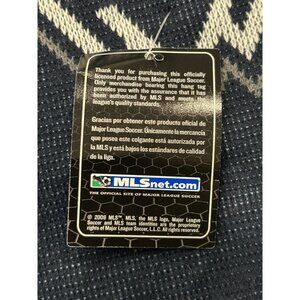 Thank you for purchasing this officially
licensed product from Major League Soccer.
Only merchandise bearing this hang tag
provides you with the assurance that it has
been authorized by MLS and meets the
league's quality standards.
Gracias por obtener este producto oficial de
Major League Soccer. Únicamente la mercancía
que posea este colgante está autorizada por
la MLS y está bajo los estándares de calidad
de la liga.
MLSnet.com
THE OFFICIAL SITE OF MAJOR LEAGUE SOCCER
© 2009 MLS™. MLS, the MLS logo, Major League
Soccer and MLS team identities are the proprietary
rights of Major League Soccer, L.L.C. All rights reserved.